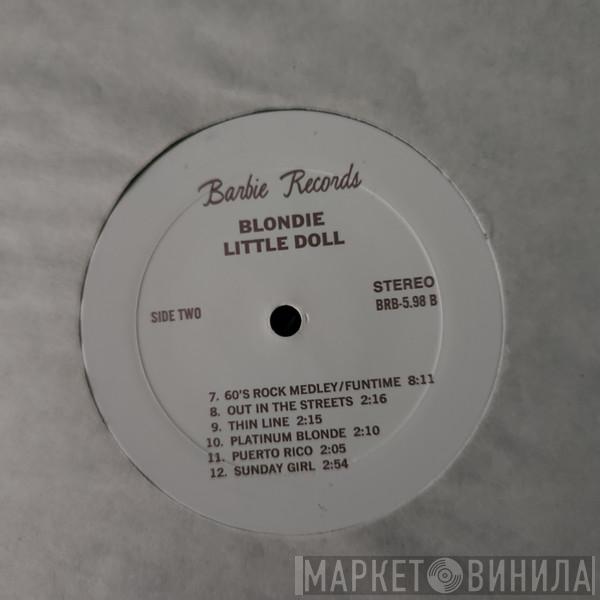 Barbie Records
BLONDIE
LITTLE DOLL
STEREO
BRB-5.98 B
SIDE TWO
7. 60'S ROCK MEDLEY/FUNTIME 8:11
8. OUT IN THE STREETS 2:16
9. THIN LINE 2:15
10. PLATINUM BLONDE 2:10
11. PUERTO RICO 2:05
12. SUNDAY GIRL 2:54
МАРКЕТ ВИНИЛА